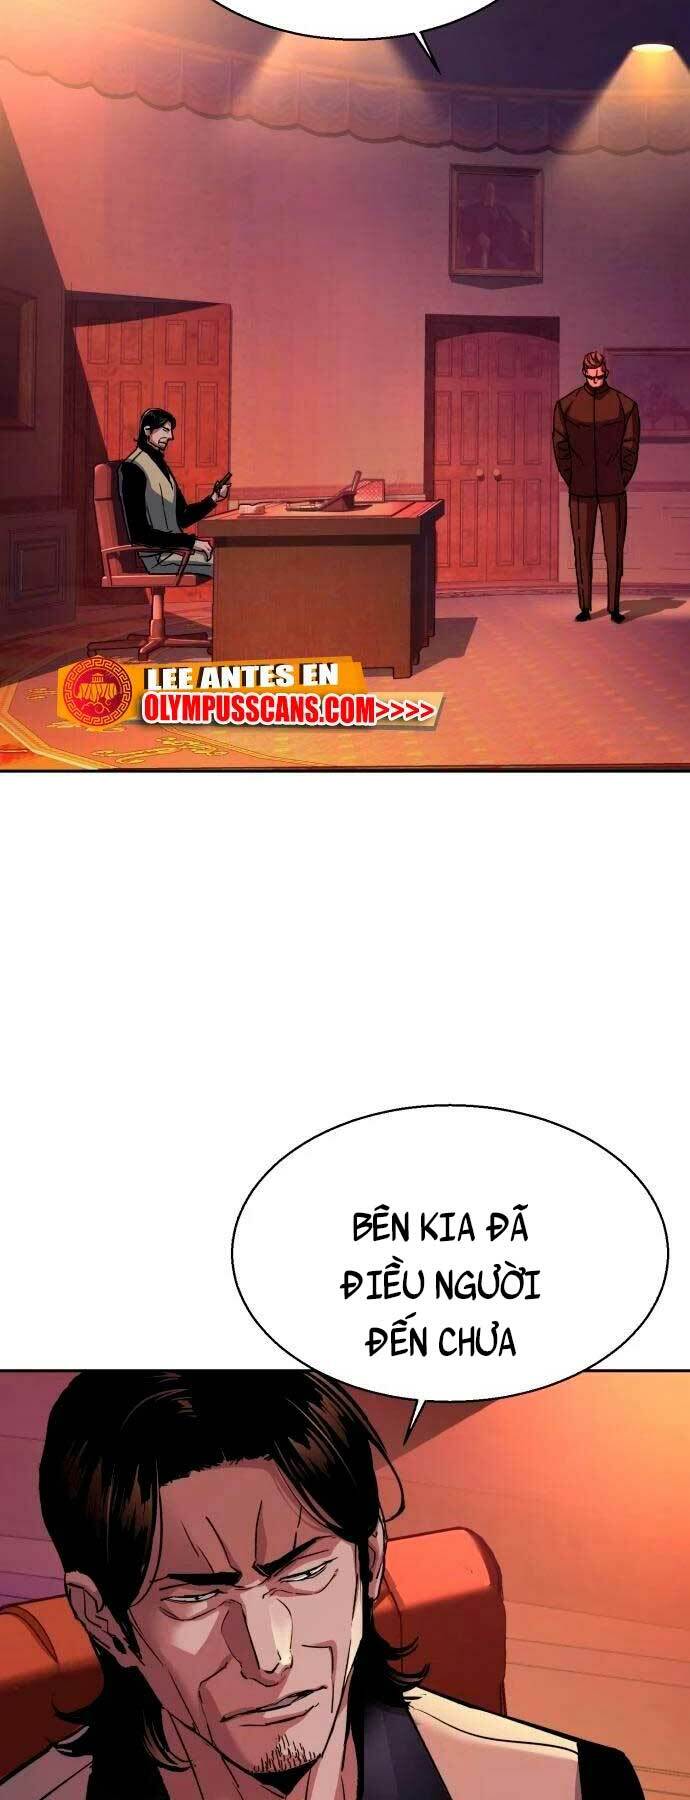 LEE ANTES EN
OLYMPUSSCANS.COM>>>>
BÊN KIA ĐÃ
ĐIỀU NGƯỜI
ĐẾN CHƯA